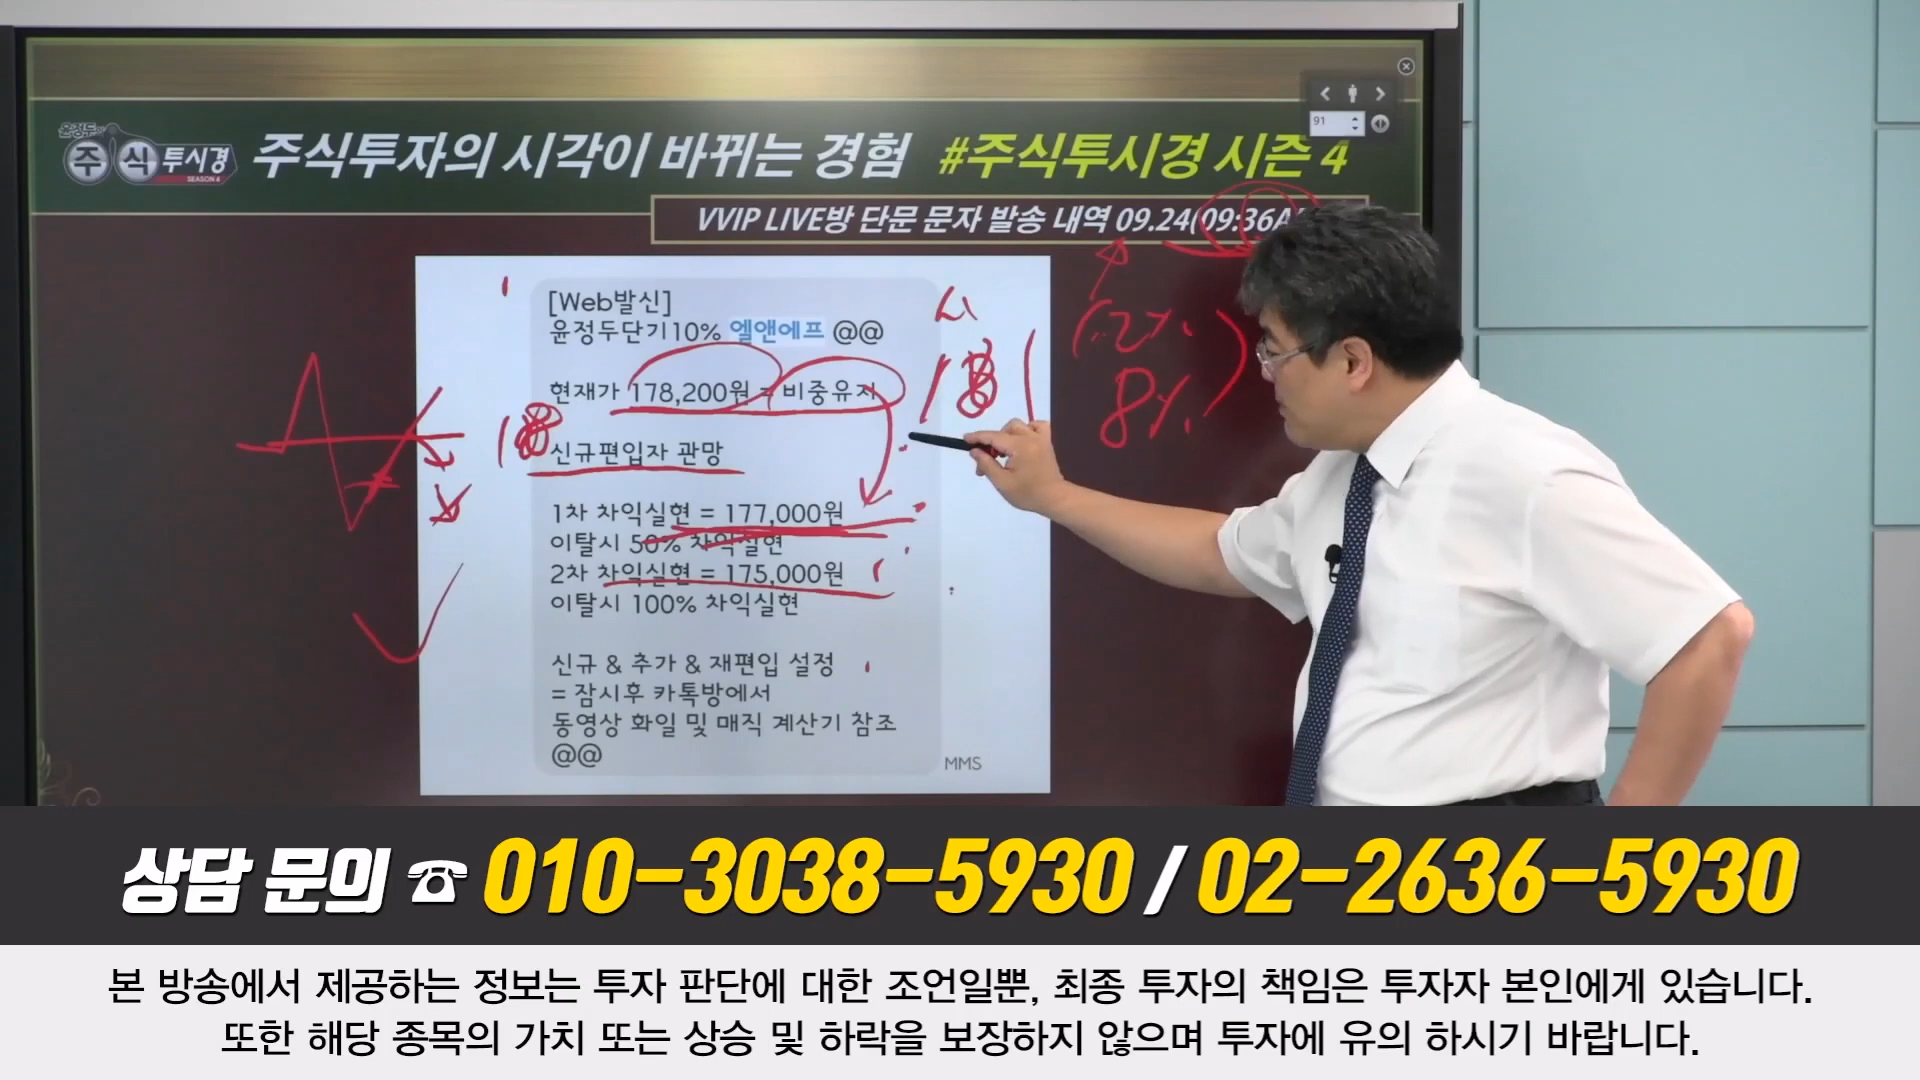 윤정두의
주식투시경
SEASON 4
주식투자의 시각이 바뀌는 경험 #주식투시경 시즌 4
91
VVIP LIVE방 단문 문자 발송 내역 09.24(09:36A
[Web발신]
윤정두단기10% 엘앤에프 @@
현재가 178,200원 = 비중유지
신규편입자 관망
1차 차익실현 = 177,000원
이탈시 50% 차익실현
2차 차익실현 = 175,000원
이탈시 100% 차익실현
신규 & 추가 & 재편입 설정
= 잠시후 카톡방에서
동영상 화일 및 매직 계산기 참조
@@
MMS
8%
상담 문의 ☎ 010-3038-5930 / 02-2636-5930
본 방송에서 제공하는 정보는 투자 판단에 대한 조언일뿐, 최종 투자의 책임은 투자자 본인에게 있습니다.
또한 해당 종목의 가치 또는 상승 및 하락을 보장하지 않으며 투자에 유의 하시기 바랍니다.